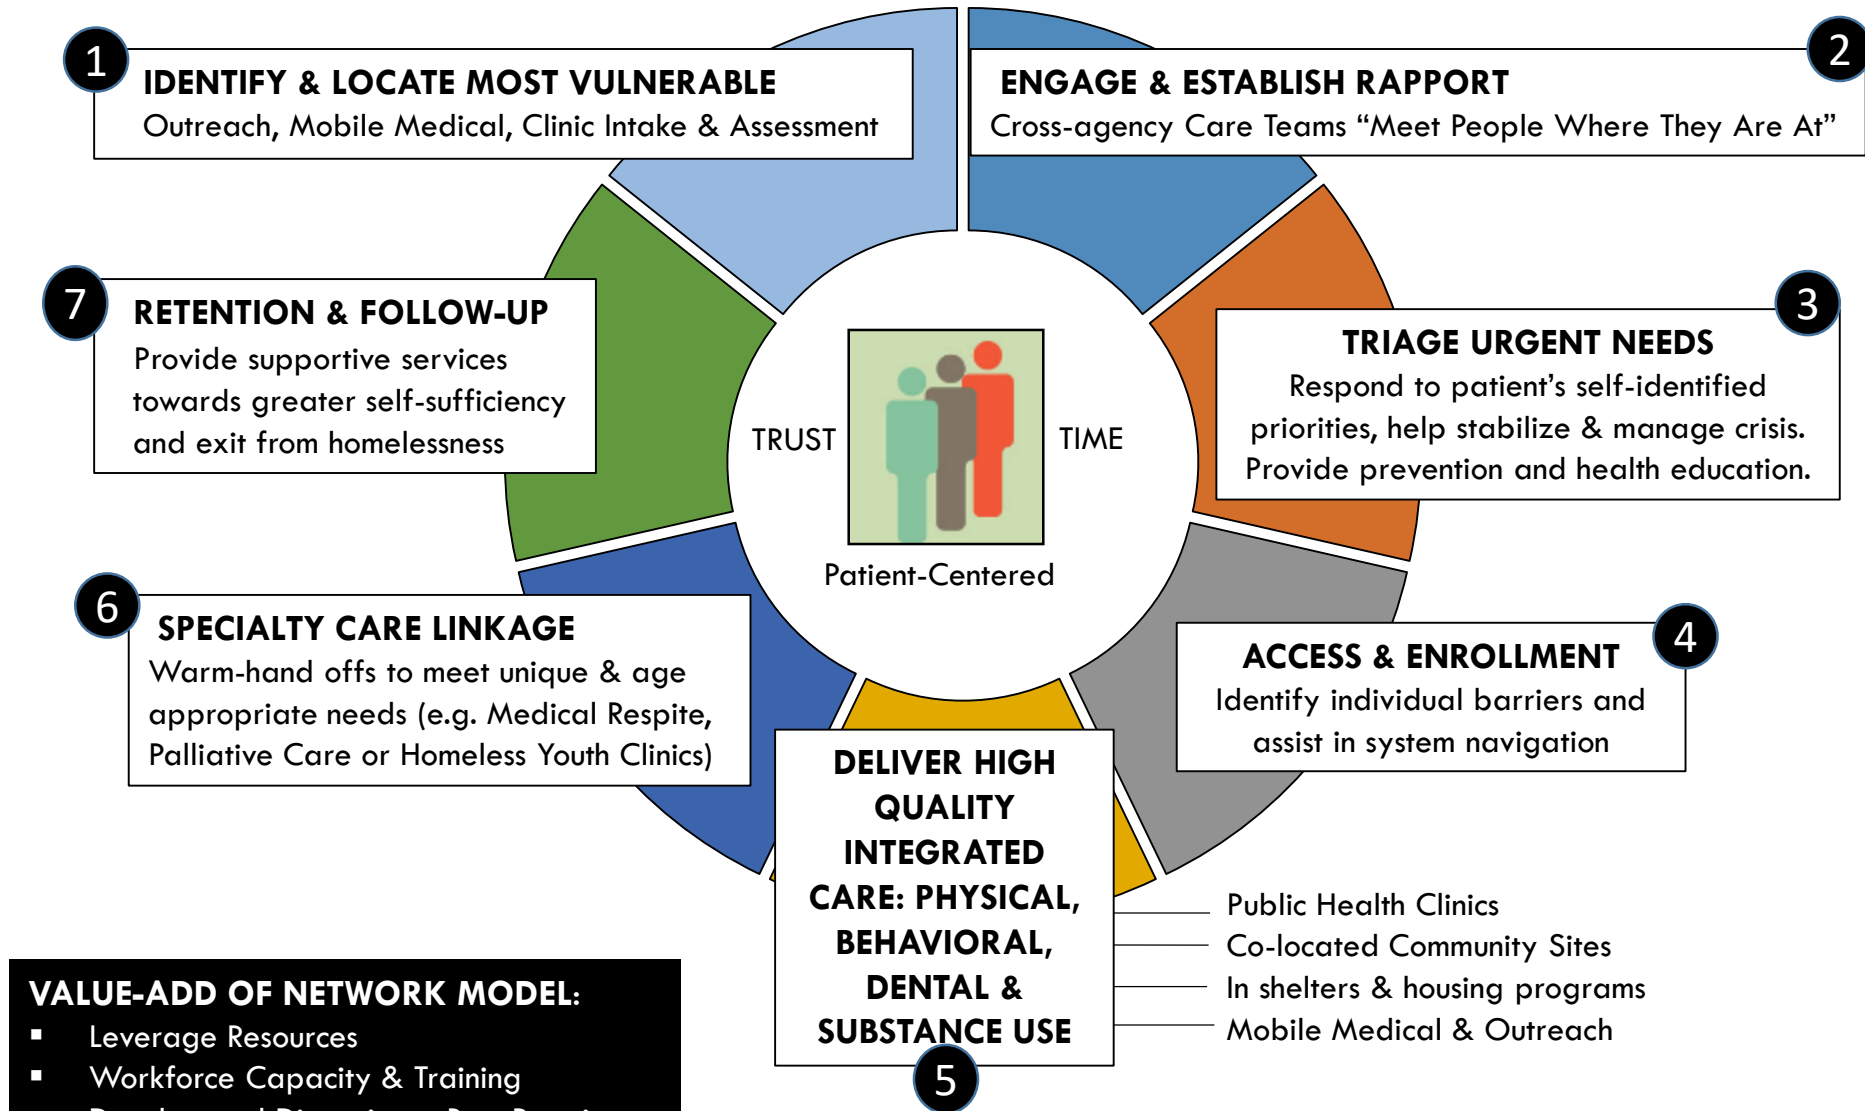 1
IDENTIFY & LOCATE MOST VULNERABLE
Outreach, Mobile Medical, Clinic Intake & Assessment
2
ENGAGE & ESTABLISH RAPPORT
Cross-agency Care Teams “Meet People Where They Are At”
3
TRIAGE URGENT NEEDS
Respond to patient’s self-identified
priorities, help stabilize & manage crisis.
Provide prevention and health education.
4
ACCESS & ENROLLMENT
Identify individual barriers and
assist in system navigation
DELIVER HIGH
QUALITY
INTEGRATED
CARE: PHYSICAL,
BEHAVIORAL,
DENTAL &
SUBSTANCE USE
5
Public Health Clinics
Co-located Community Sites
In shelters & housing programs
Mobile Medical & Outreach
6
SPECIALTY CARE LINKAGE
Warm-hand offs to meet unique & age
appropriate needs (e.g. Medical Respite,
Palliative Care or Homeless Youth Clinics)
7
RETENTION & FOLLOW-UP
Provide supportive services
towards greater self-sufficiency
and exit from homelessness
TRUST
TIME
Patient-Centered
VALUE-ADD OF NETWORK MODEL:
▪ Leverage Resources
▪ Workforce Capacity & Training